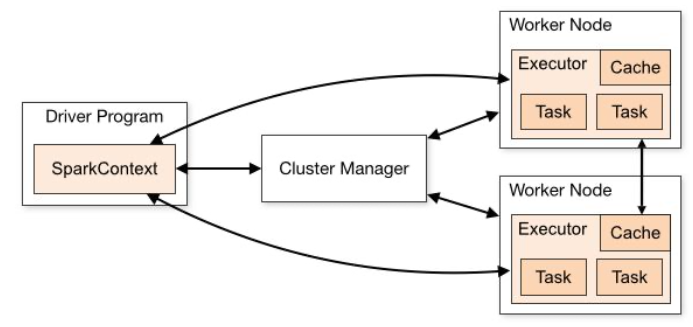 Driver Program
SparkContext
Cluster Manager
Worker Node
Executor
Cache
Task
Task
Worker Node
Executor
Cache
Task
Task